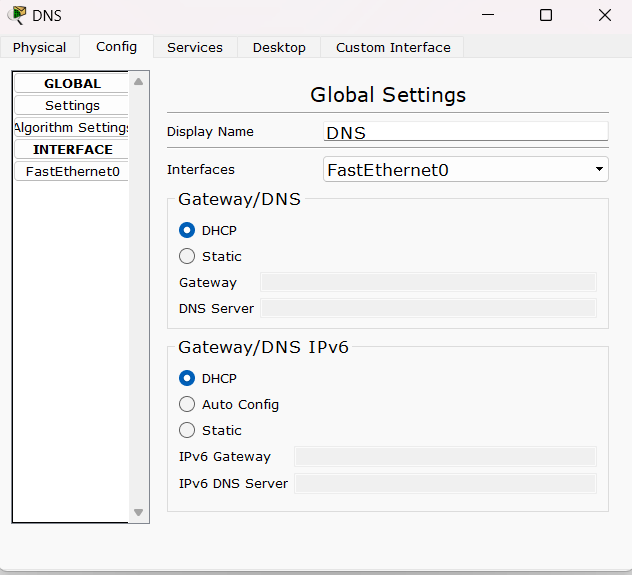 DNS
Physical Config Services Desktop Custom Interface
GLOBAL
Settings
Algorithm Settings
INTERFACE
FastEthernet0
Global Settings
Display Name DNS
Interfaces FastEthernet0
Gateway/DNS
DHCP
Static
Gateway
DNS Server
Gateway/DNS IPv6
DHCP
Auto Config
Static
IPv6 Gateway
IPv6 DNS Server